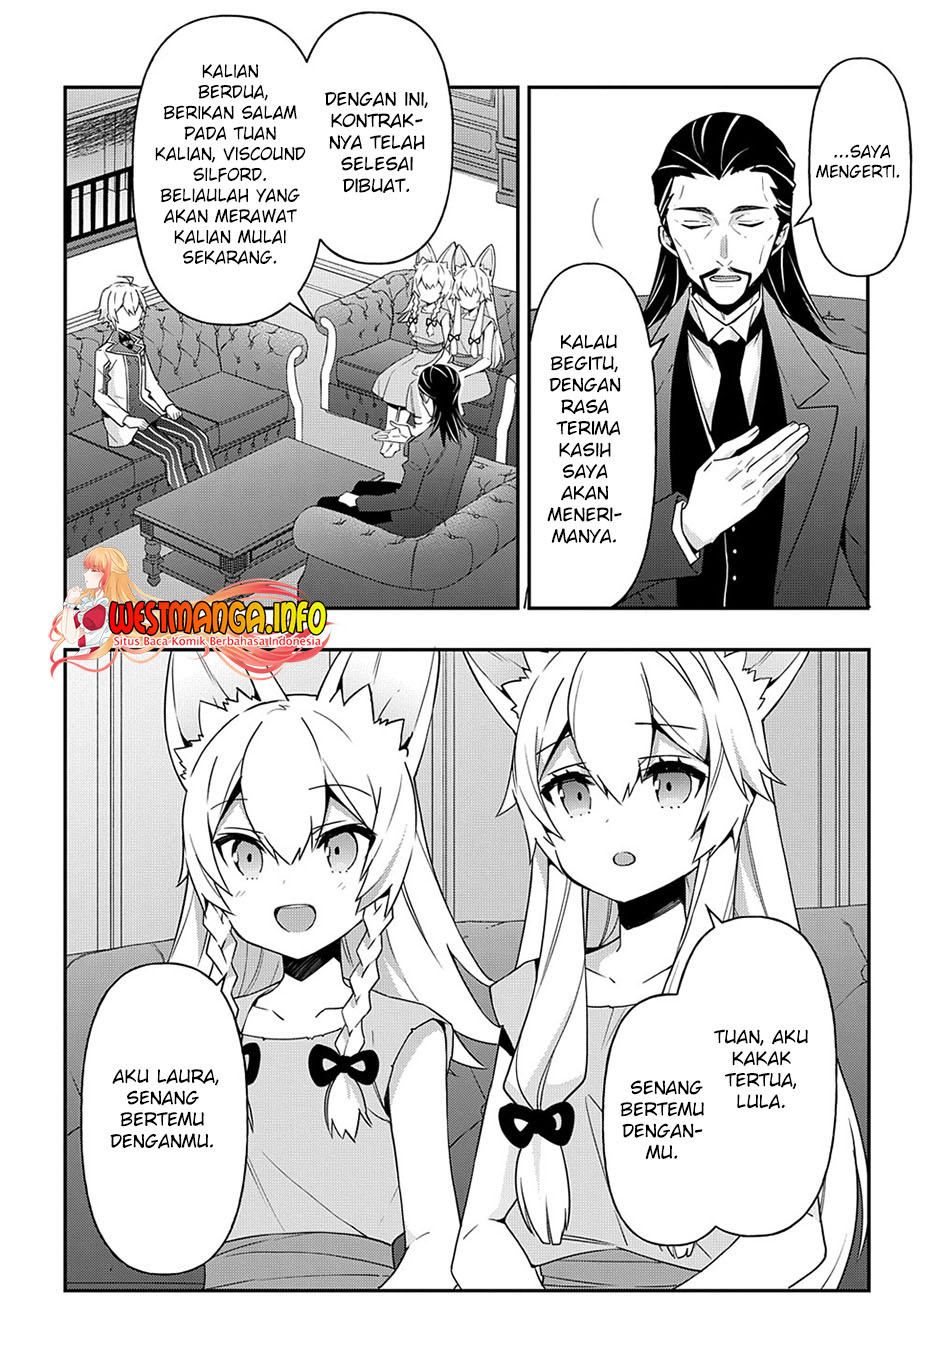 ...SAYA
MENGERTI.
KALAU
BEGITU,
DENGAN
RASA
TERIMA
KASIH
SAYA
AKAN
MENERI-
MANYA.
DENGAN INI,
KONTRAK-
NYA TELAH
SELESAI
DIBUAT.
KALIAN
BERDUA,
BERIKAN SALAM
PADA TUAN
KALIAN, VISCOUND
SILFORD.
BELIAULAH YANG
AKAN MERAWAT
KALIAN MULAI
SEKARANG.
WESTMANGA.INFO
Situs Baca Komik Berbahasa Indonesia
TUAN, AKU
KAKAK
TERTUA,
LULA.
SENANG
BERTEMU
DENGAN-
MU.
AKU LAURA,
SENANG
BERTEMU
DENGANMU.